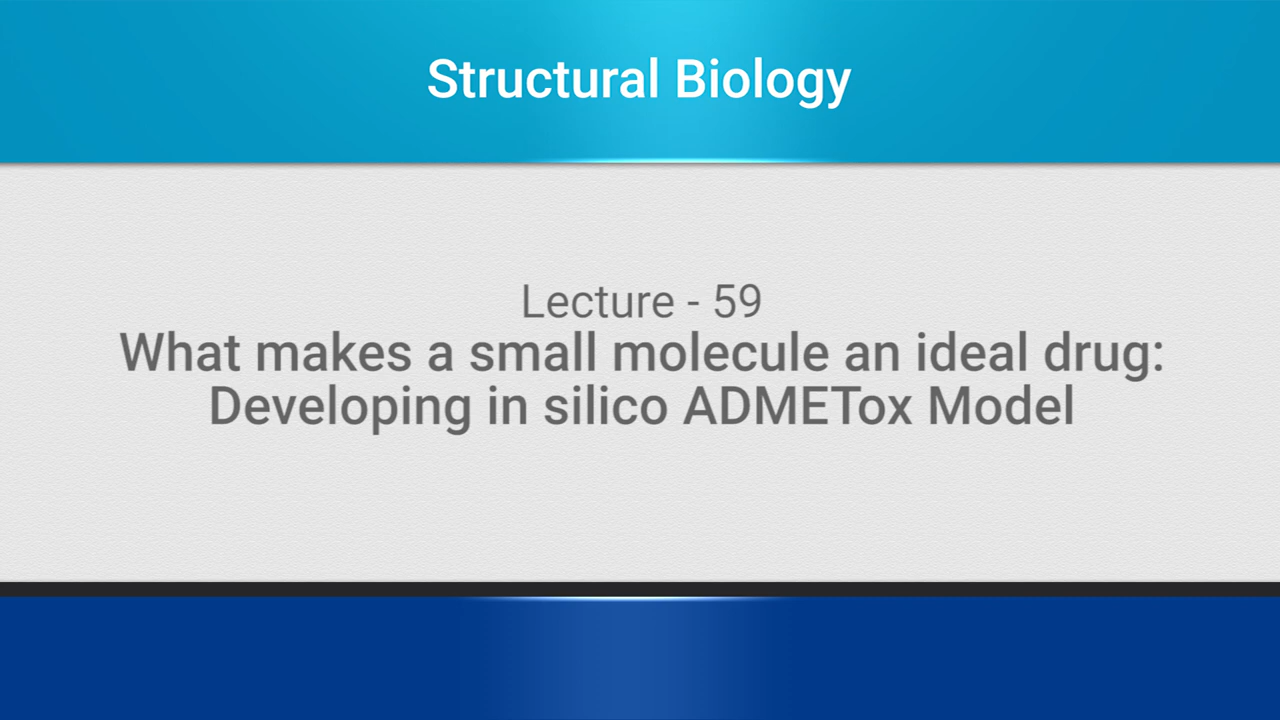 Structural Biology
Lecture - 59
What makes a small molecule an ideal drug:
Developing in silico ADMETox Model